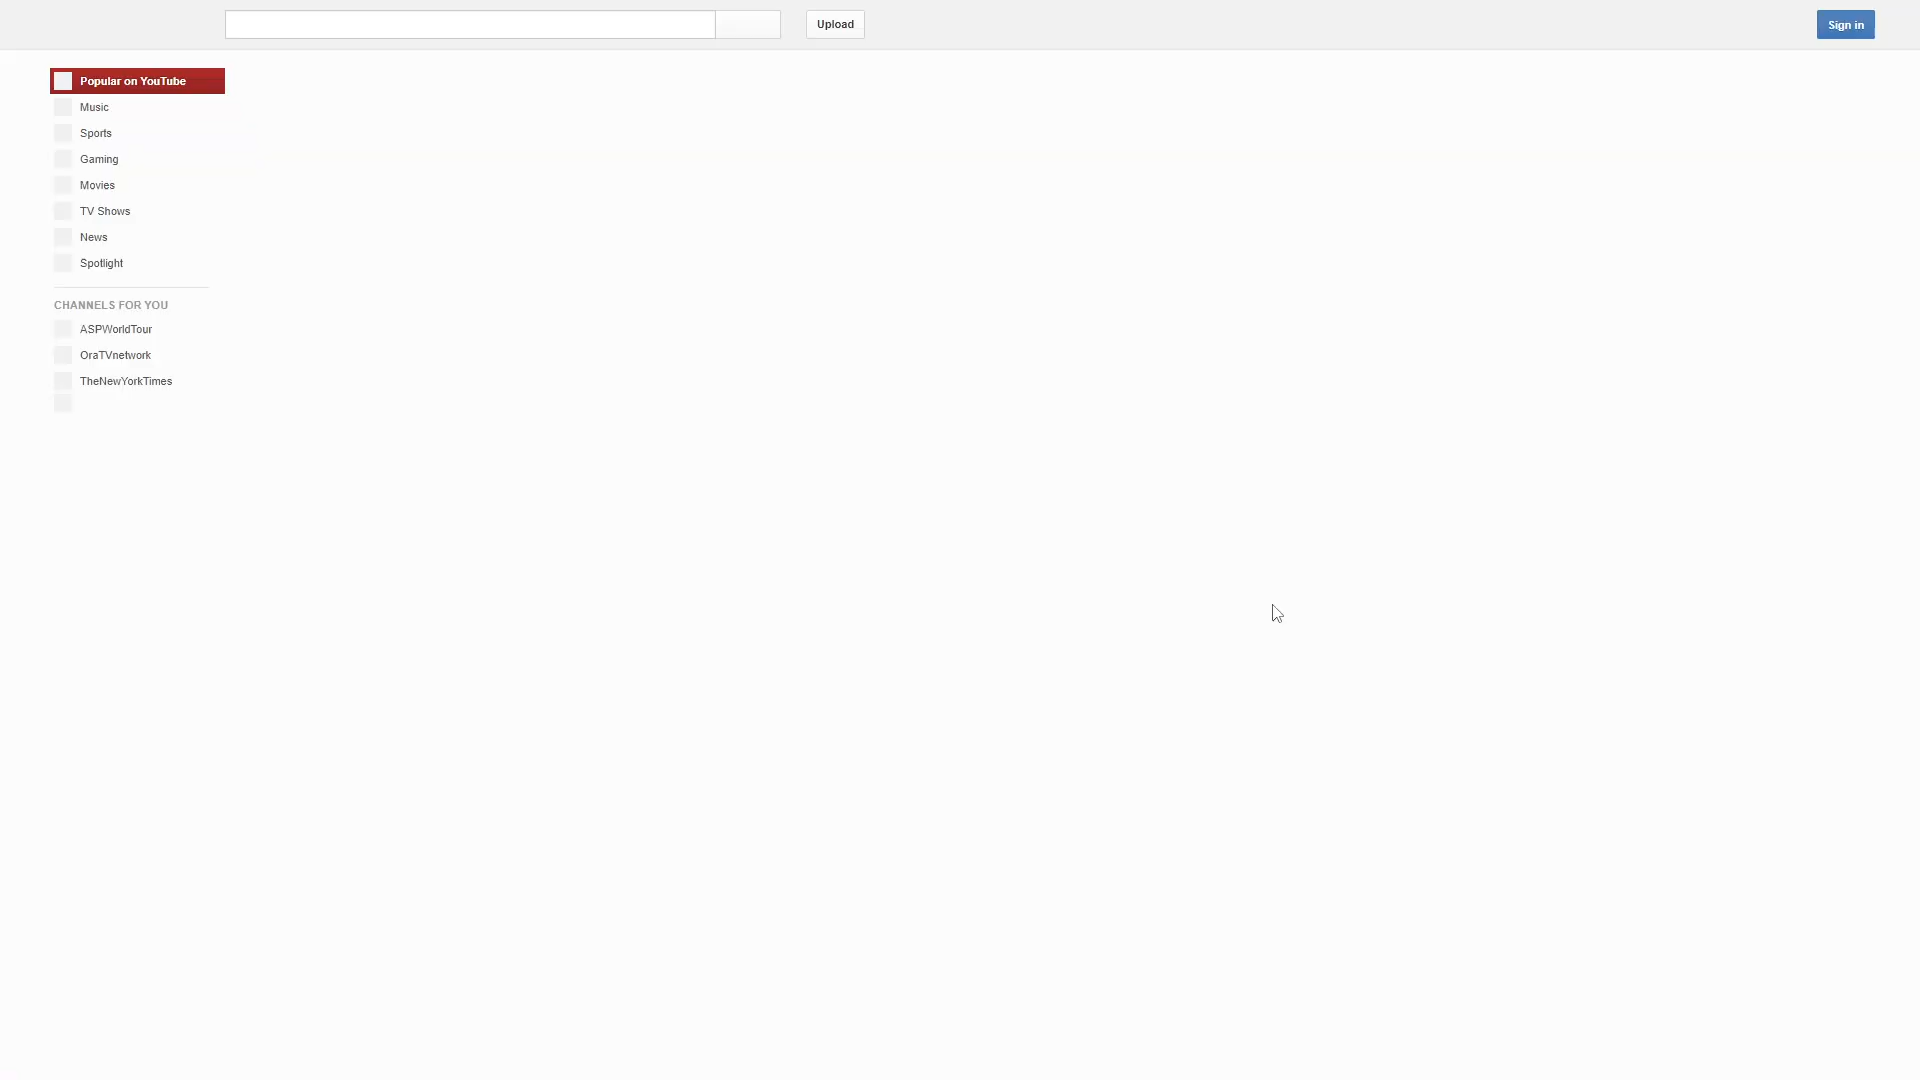 Upload
Sign in
Popular on YouTube
Music
Sports
Gaming
Movies
TV Shows
News
Spotlight
CHANNELS FOR YOU
ASPWorldTour
OraTVnetwork
TheNewYorkTimes